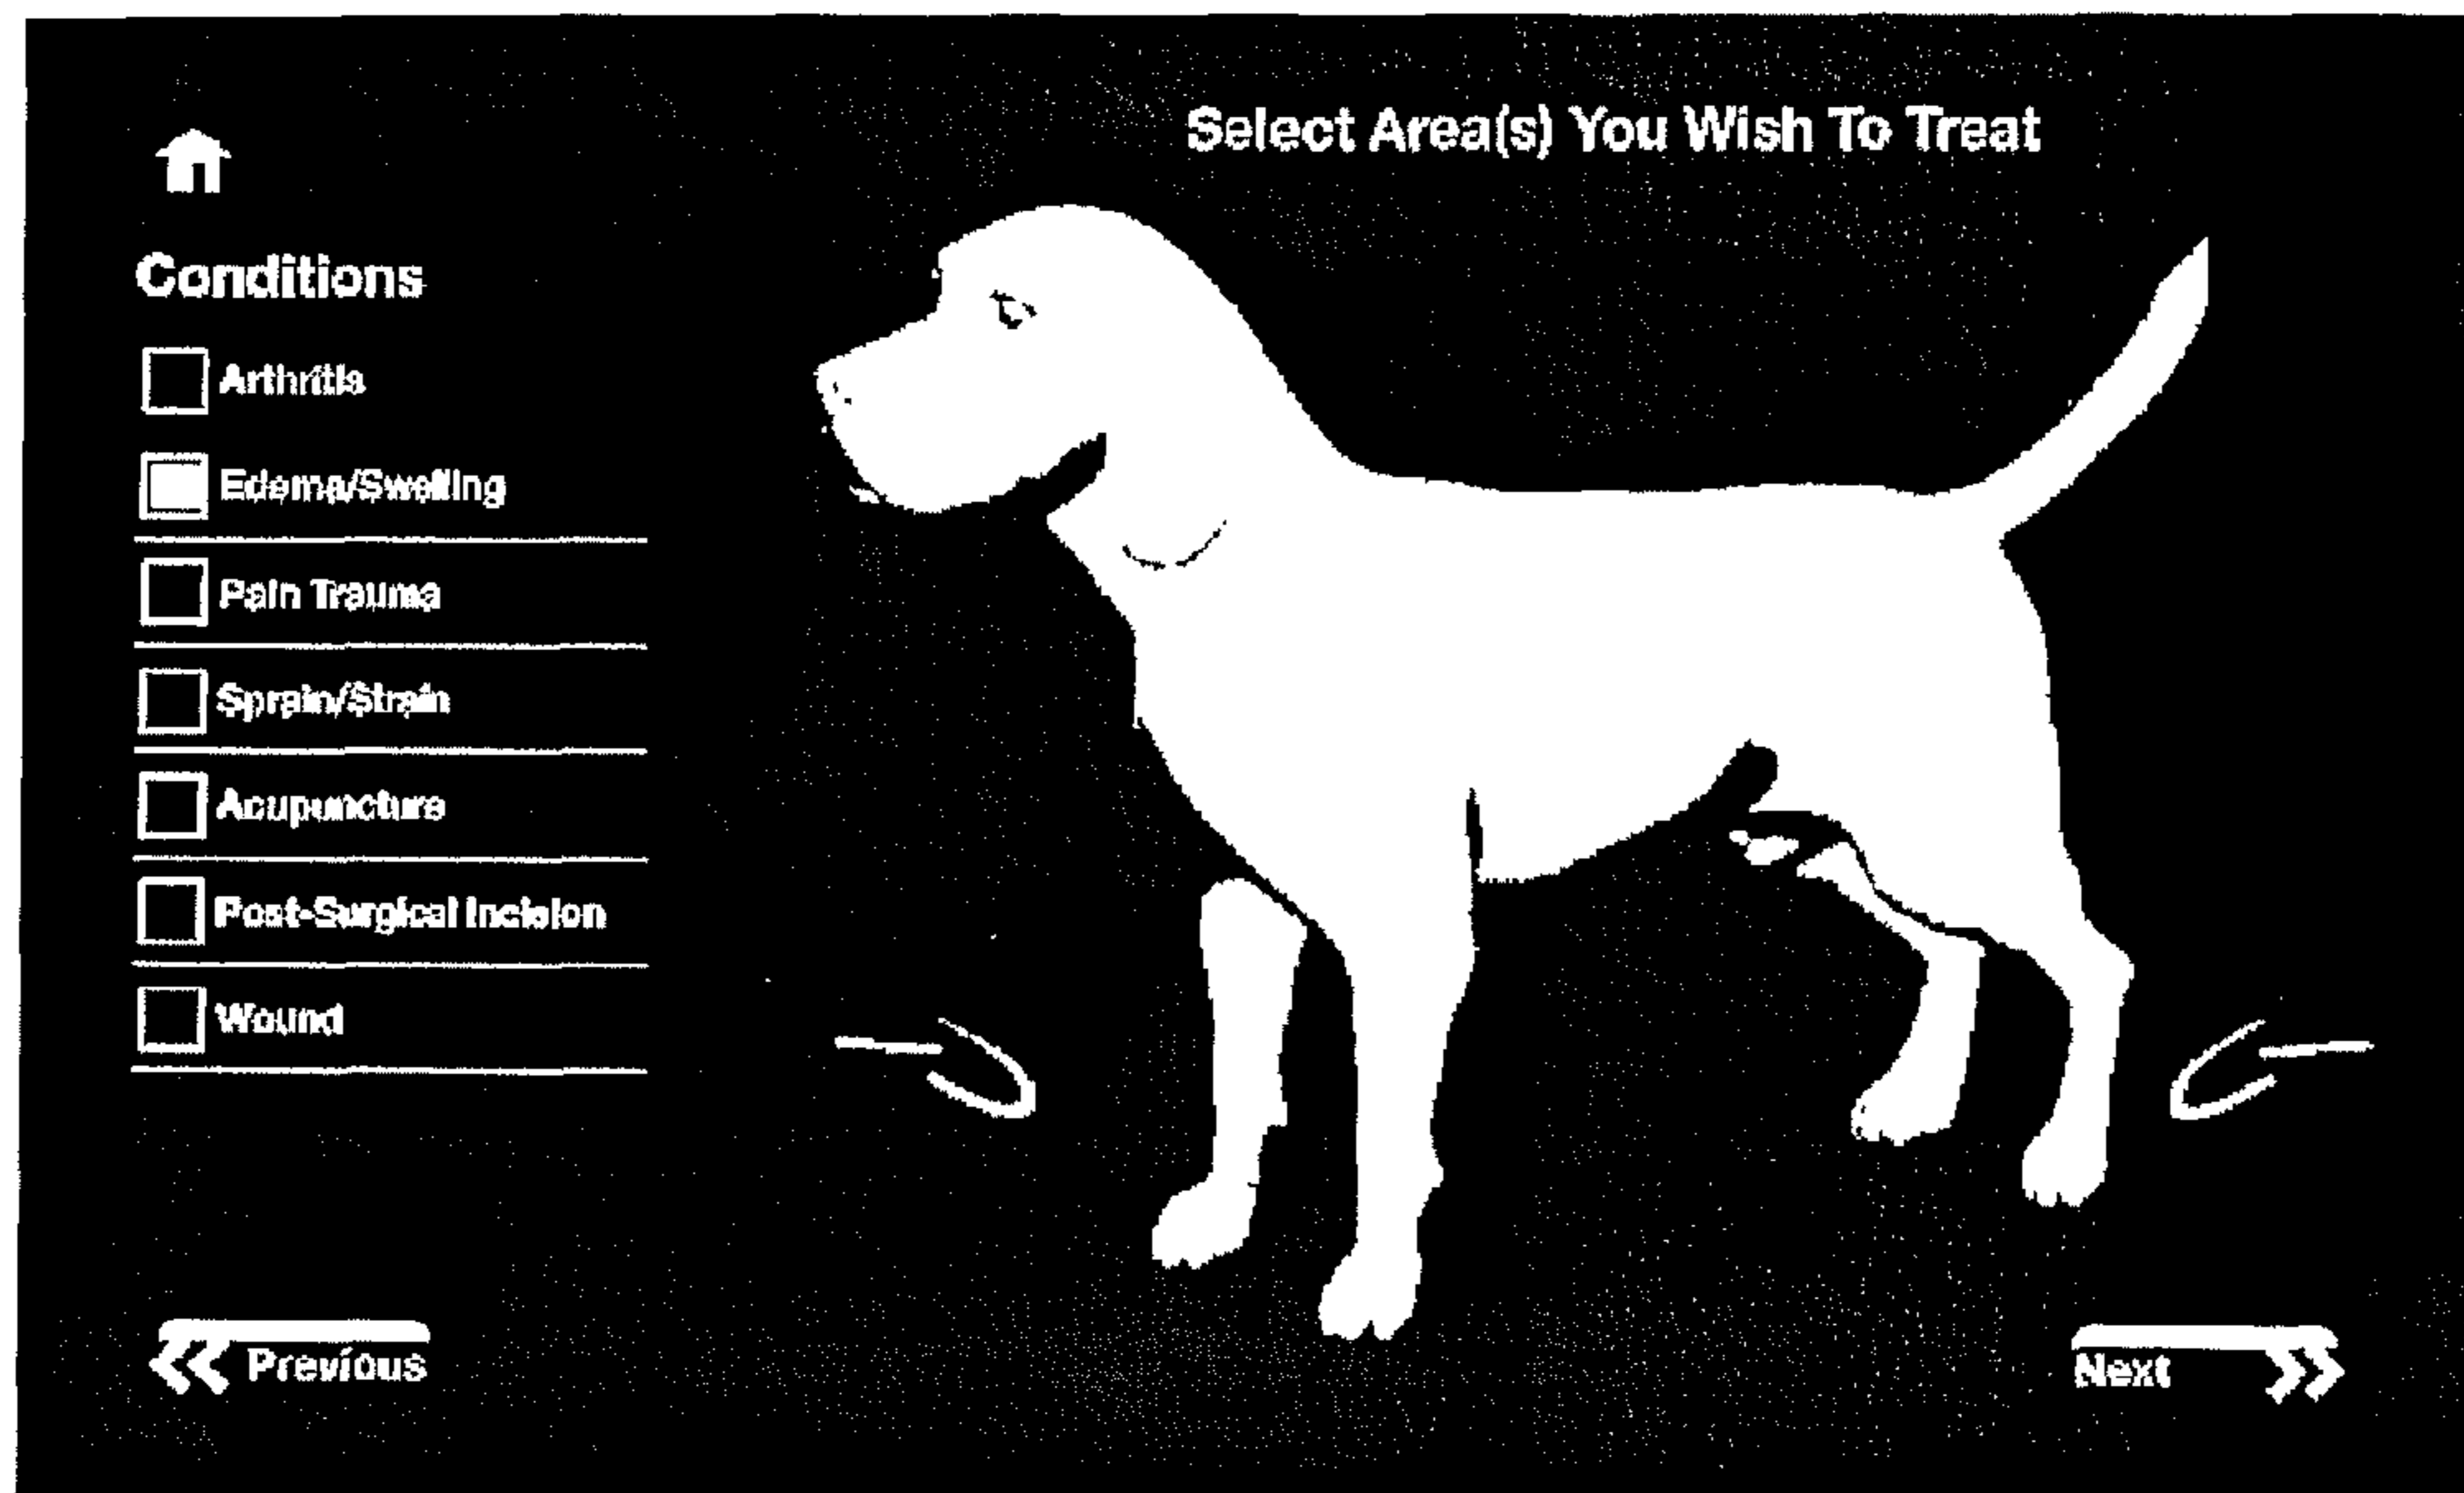 Select Area(s) You Wish To Treat
Conditions
Arthritis
Edema/Swelling
Pain Trauma
Sprain/Strain
Acupuncture
Post-Surgical Incision
Wound
Previous
Next